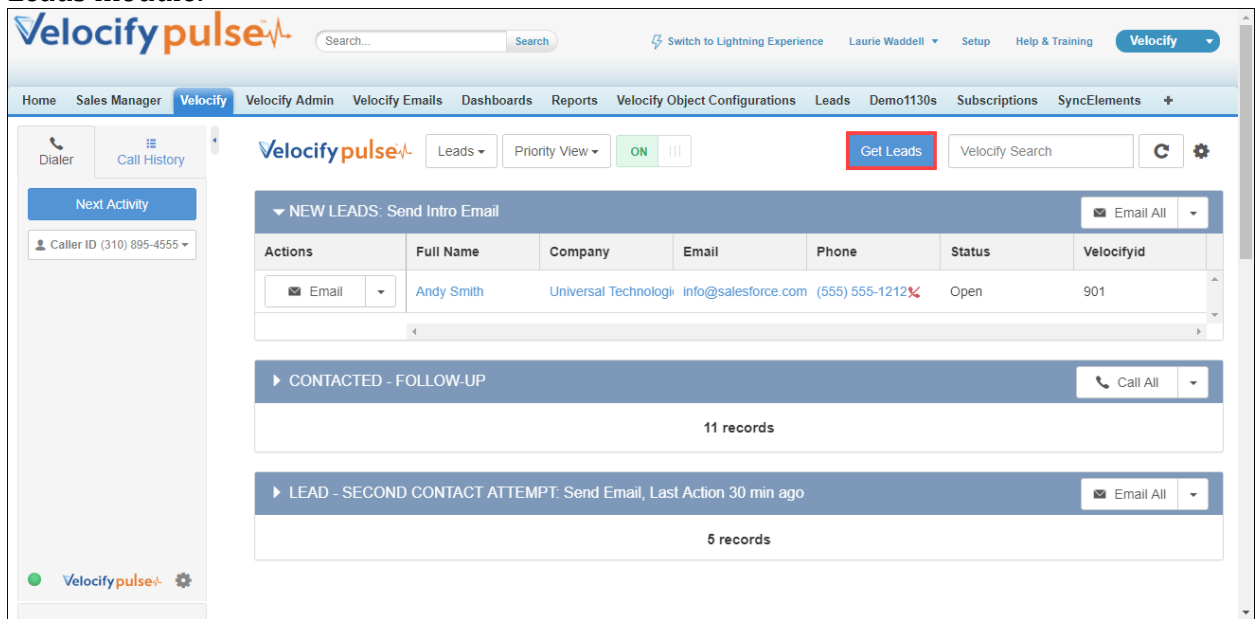 Leads module.
Velocify pulse
Search... Search Switch to Lightning Experience Laurie Waddell Setup Help & Training Velocify
Home Sales Manager Velocify Velocify Admin Velocify Emails Dashboards Reports Velocify Object Configurations Leads Demo1130s Subscriptions SyncElements +
Dialer Call History
Velocify pulse Leads Priority View ON Get Leads Velocify Search
Next Activity
Caller ID (310) 895-4555
NEW LEADS: Send Intro Email Email All
Actions Full Name Company Email Phone Status Velocifyid
Email Andy Smith Universal Technologi info@salesforce.com (555) 555-1212 Open 901
CONTACTED - FOLLOW-UP Call All
11 records
LEAD - SECOND CONTACT ATTEMPT: Send Email, Last Action 30 min ago Email All
5 records
Velocify pulse